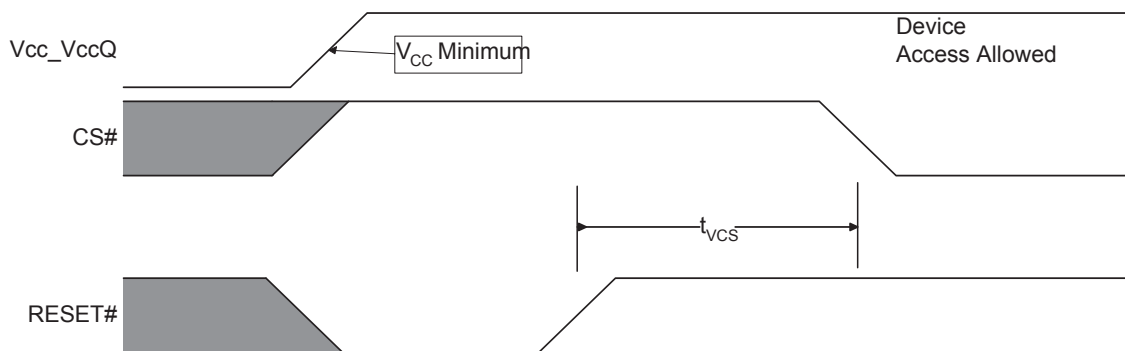 Vcc_VccQ
VCC Minimum
Device
Access Allowed
CS#
tVCS
RESET#